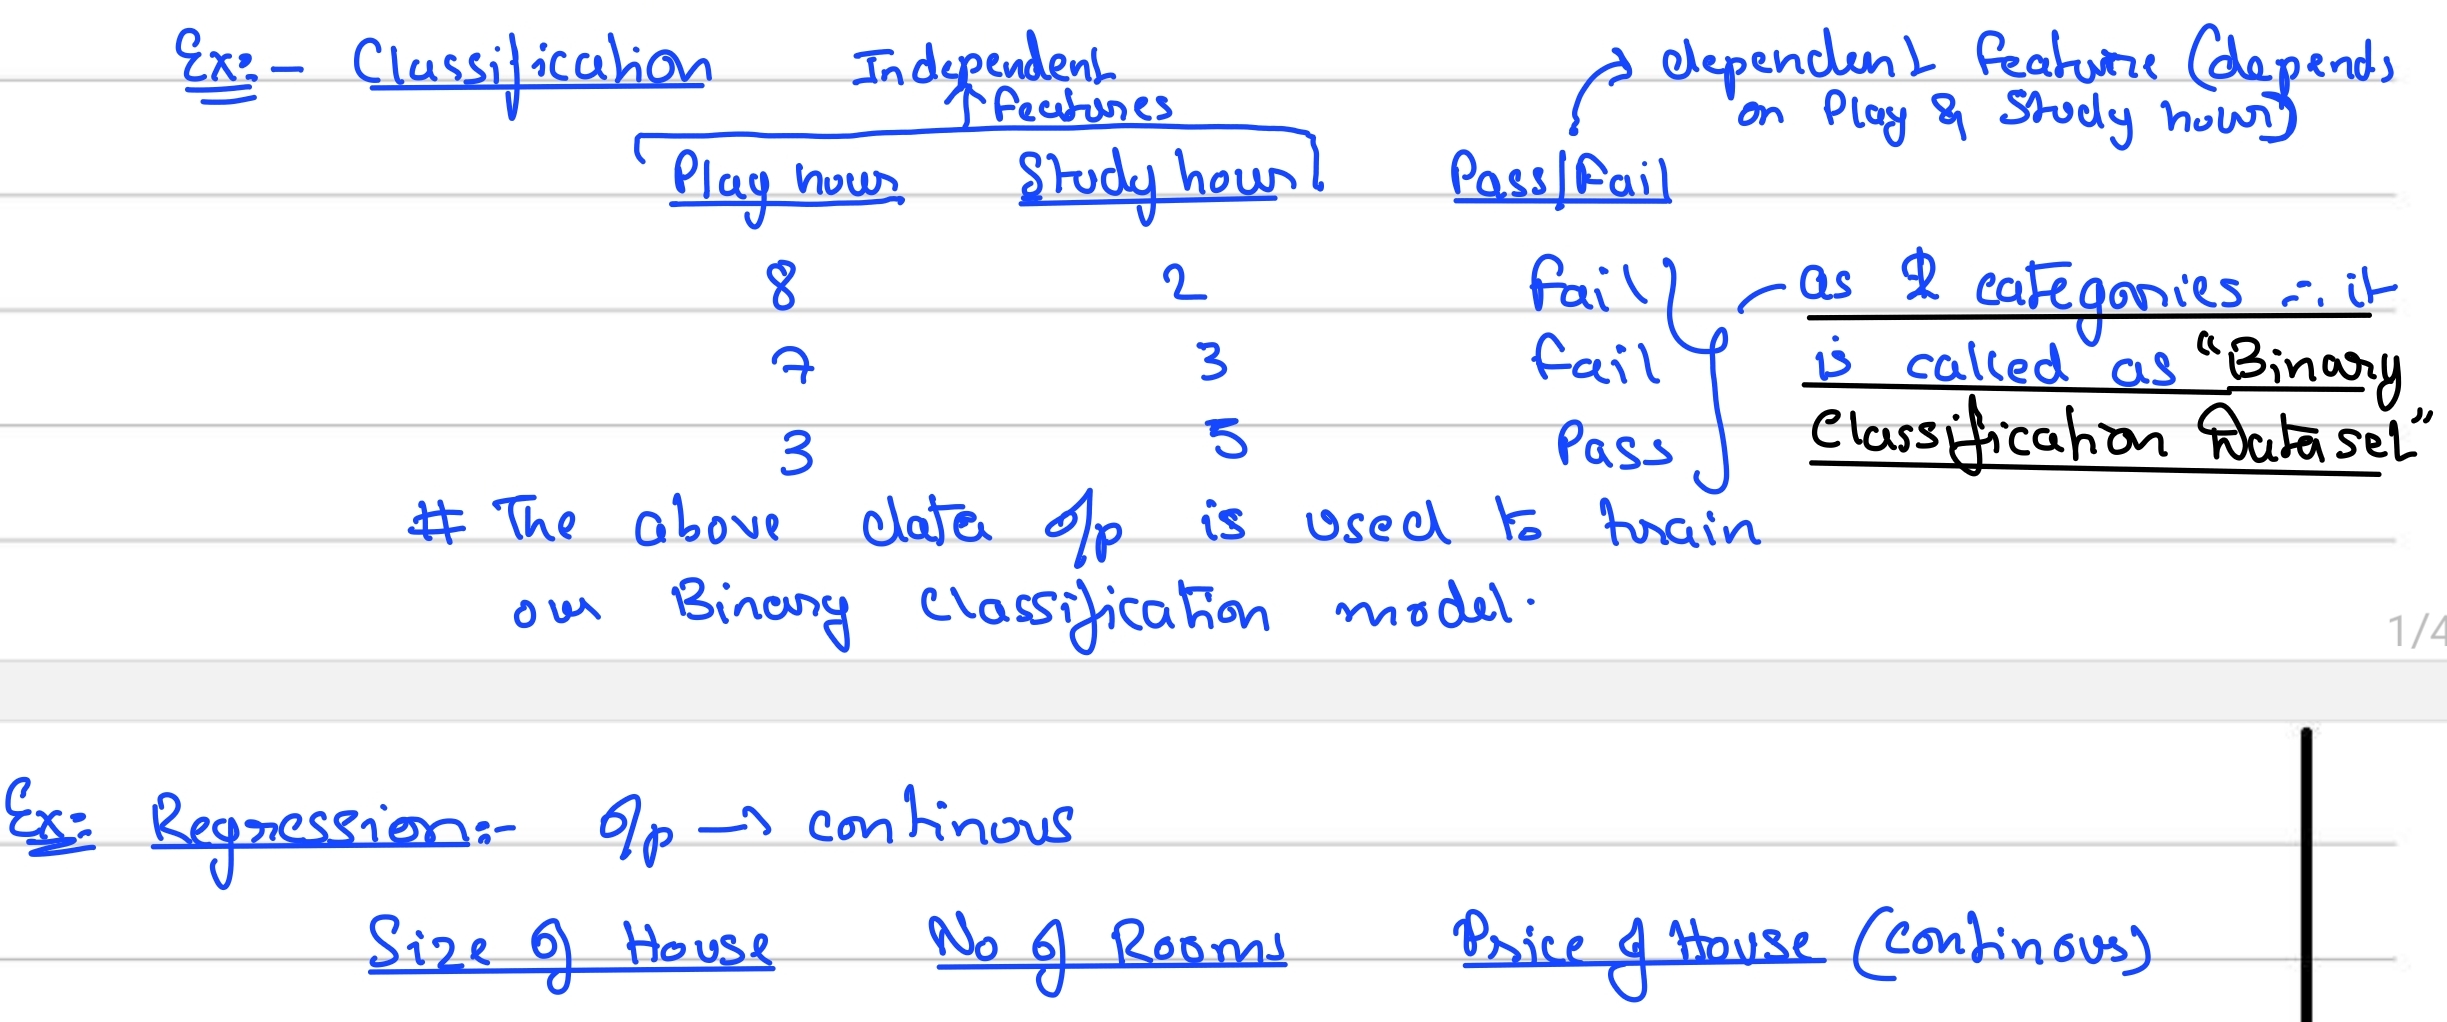 Ex:- Classification Independent features → dependent feature (depends
on Play & Study hours)
Play hours Study hours Pass/Fail
8 2 Fail as 2 categories ∴ it
7 3 Fail is called as "Binary
3 5 Pass Classification Dataset"
# The above data o/p is used to train
our Binary Classification model.
1/4
Ex: Regression:- o/p → continous
Size of House No of Rooms Price of House (continous)